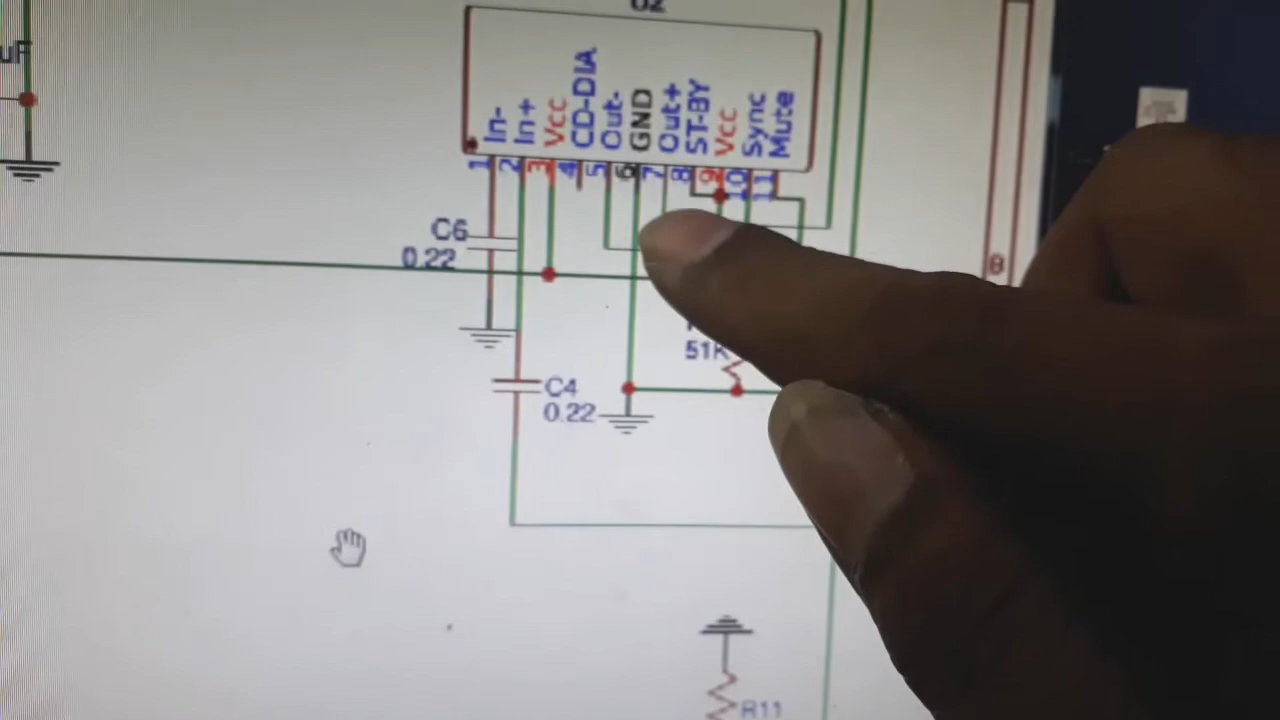 U2
uF
In-
In+
Vcc
CD-DIA
Out-
GND
Out+
ST-BY
Vcc
Sync
Mute
1
2
3
4
5
6
7
8
9
10
11
C6
0.22
B
51K
C4
0.22
R11